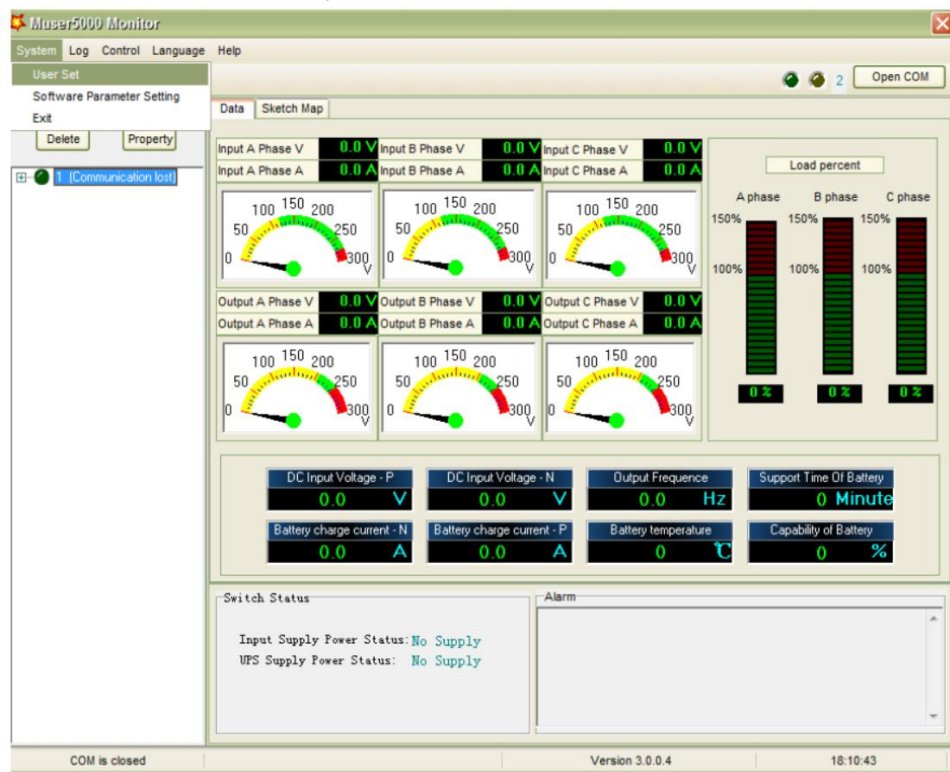 Muser5000 Monitor
System Log Control Language Help
User Set
Software Parameter Setting
Exit
2 Open COM
Data Sketch Map
Delete Property
1 (Communication lost)
Input A Phase V 0.0 V Input B Phase V 0.0 V Input C Phase V 0.0 V
Input A Phase A 0.0 A Input B Phase A 0.0 A Input C Phase A 0.0 A
0 50 100 150 200 250 300 V
0 50 100 150 200 250 300 V
0 50 100 150 200 250 300 V
Output A Phase V 0.0 V Output B Phase V 0.0 V Output C Phase V 0.0 V
Output A Phase A 0.0 A Output B Phase A 0.0 A Output C Phase A 0.0 A
0 50 100 150 200 250 300 V
0 50 100 150 200 250 300 V
0 50 100 150 200 250 300 V
Load percent
A phase B phase C phase
150% 150% 150%
100% 100% 100%
0 % 0 % 0 %
DC Input Voltage - P DC Input Voltage - N Output Frequence Support Time Of Battery
0.0 V 0.0 V 0.0 Hz 0 Minute
Battery charge current - N Battery charge current - P Battery temperature Capability of Battery
0.0 A 0.0 A 0 ℃ 0 %
Switch Status
Input Supply Power Status: No Supply
UPS Supply Power Status: No Supply
Alarm
COM is closed Version 3.0.0.4 18:10:43